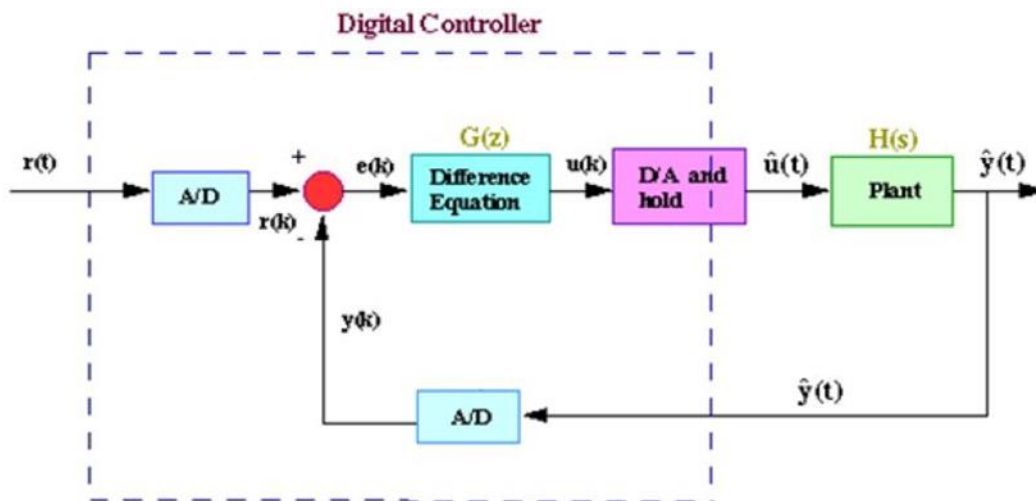 Digital Controller
G(z)
H(s)
r(t)
+
e(k)
u(k)
û(t)
ŷ(t)
A/D
Difference
Equation
D/A and
hold
Plant
r(k)
-
y(k)
ŷ(t)
A/D